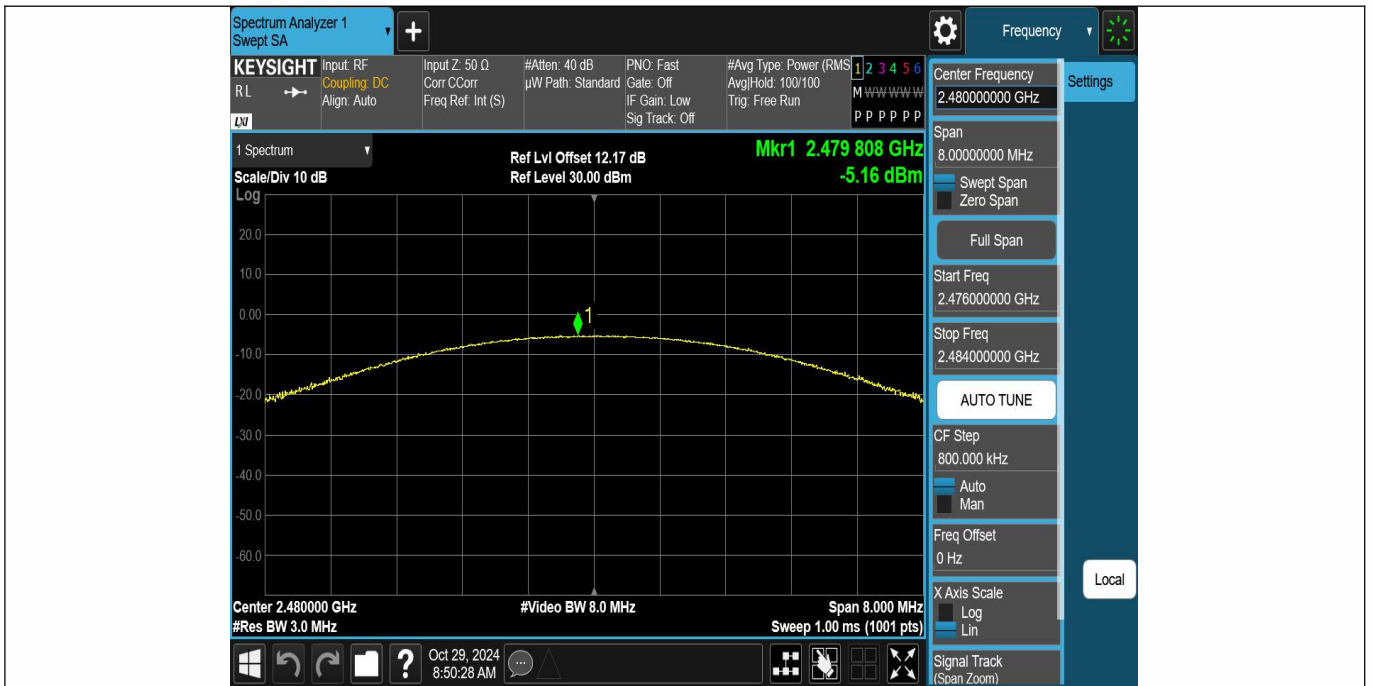 Spectrum Analyzer 1
Swept SA
+
Frequency
KEYSIGHT
RL
LXI
Input: RF
Coupling: DC
Align: Auto
Input Z: 50 Ω
Corr CCorr
Freq Ref: Int (S)
#Atten: 40 dB
µW Path: Standard
PNO: Fast
Gate: Off
IF Gain: Low
Sig Track: Off
#Avg Type: Power (RMS
Avg|Hold: 100/100
Trig: Free Run
1 2 3 4 5 6
M W W W W W
P P P P P P
1 Spectrum
Scale/Div 10 dB
Log
Ref Lvl Offset 12.17 dB
Ref Level 30.00 dBm
Mkr1 2.479 808 GHz
-5.16 dBm
20.0
10.0
0.00
-10.0
-20.0
-30.0
-40.0
-50.0
-60.0
1
Center 2.480000 GHz
#Res BW 3.0 MHz
#Video BW 8.0 MHz
Span 8.000 MHz
Sweep 1.00 ms (1001 pts)
Center Frequency
2.480000000 GHz
Settings
Span
8.00000000 MHz
Swept Span
Zero Span
Full Span
Start Freq
2.476000000 GHz
Stop Freq
2.484000000 GHz
AUTO TUNE
CF Step
800.000 kHz
Auto
Man
Freq Offset
0 Hz
X Axis Scale
Log
Lin
Local
Signal Track
(Span Zoom)
?
Oct 29, 2024
8:50:28 AM